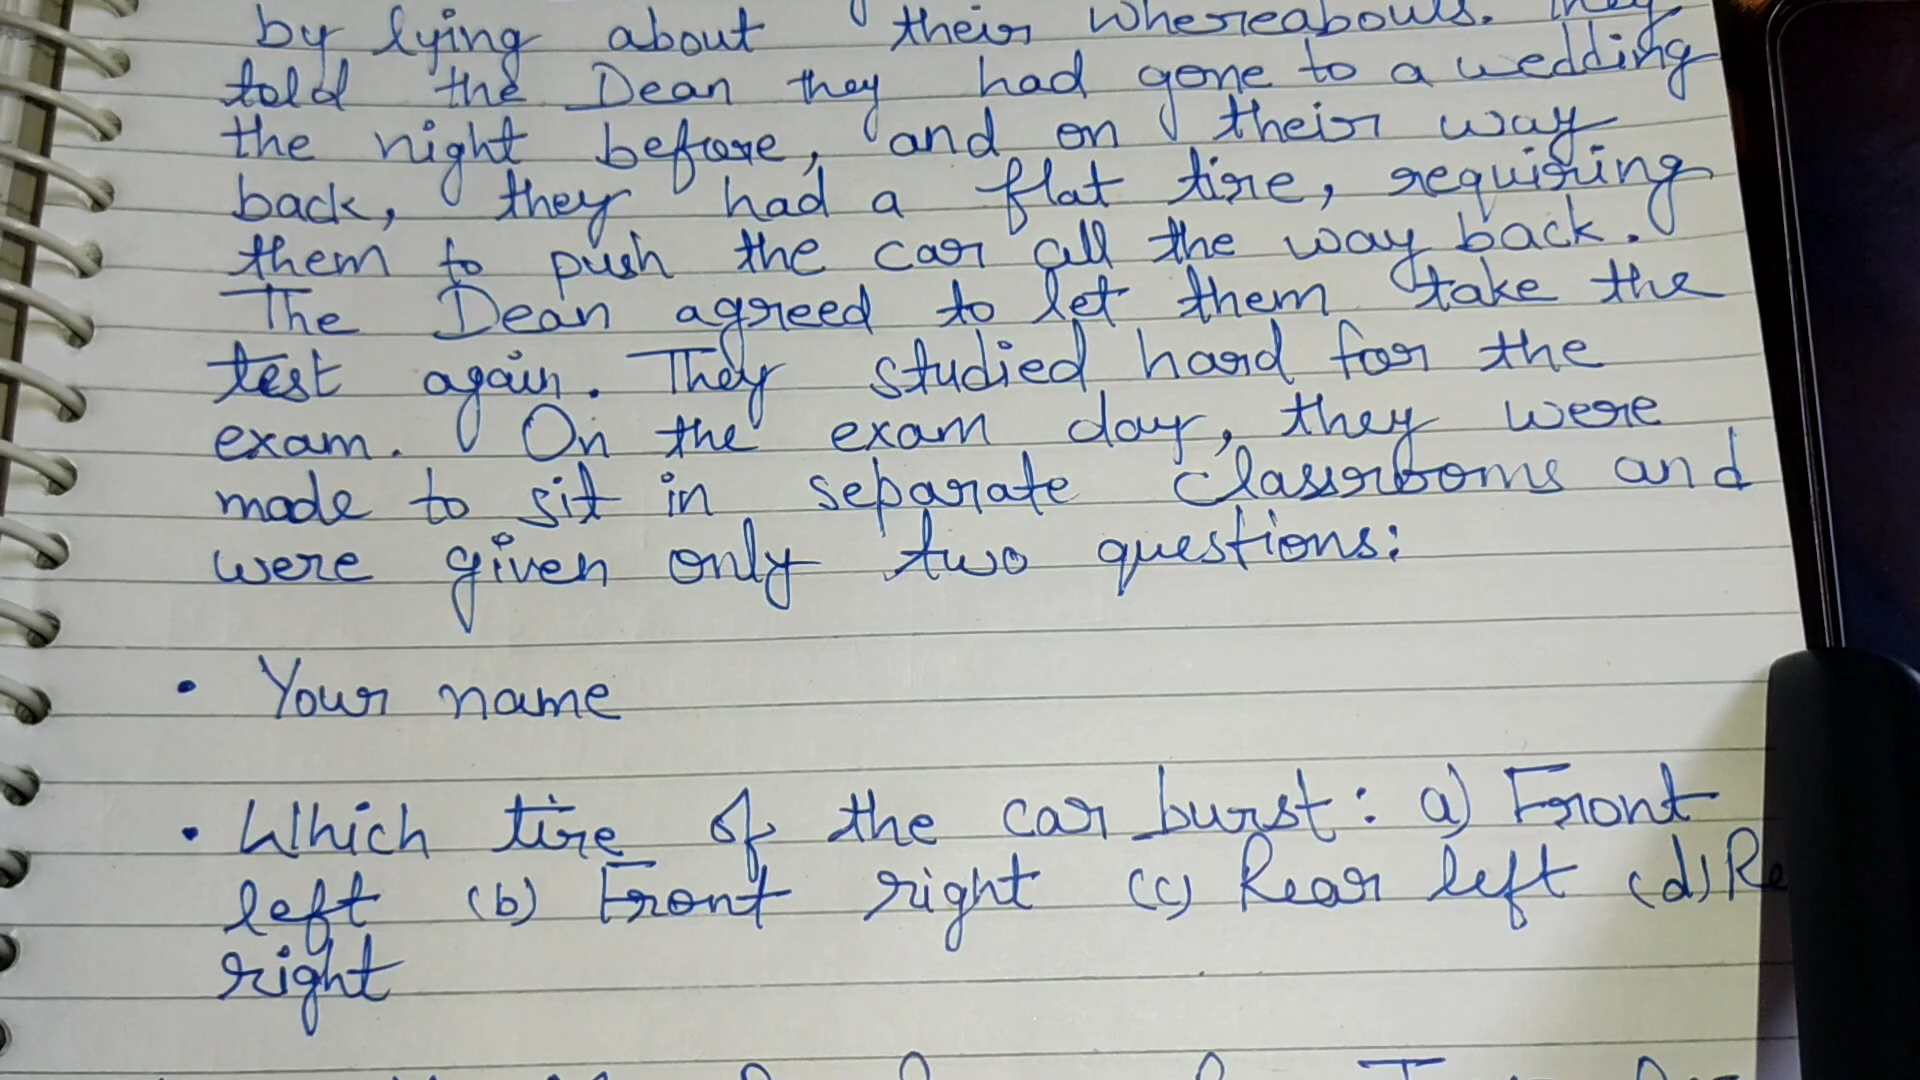 by lying about their whereabouts. They
told the Dean they had gone to a wedding
the night before, and on their way
back, they had a flat tire, requiring
them to push the car all the way back.
The Dean agreed to let them take the
test again. They studied hard for the
exam. On the exam day, they were
made to sit in separate classrooms and
were given only two questions:
• Your name
• Which tire of the car burst: a) Front
left (b) Front right (c) Rear left (d) Re
right